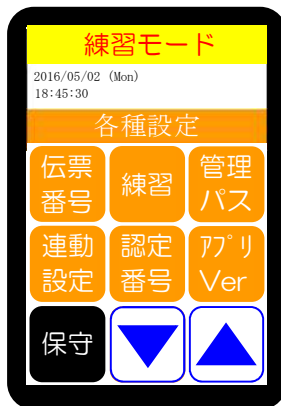 練習モード
2016/05/02 (Mon)
18:45:30
各種設定
伝票
番号
練習
管理
パス
連動
設定
認定
番号
ｱﾌﾟﾘ
Ver
保守